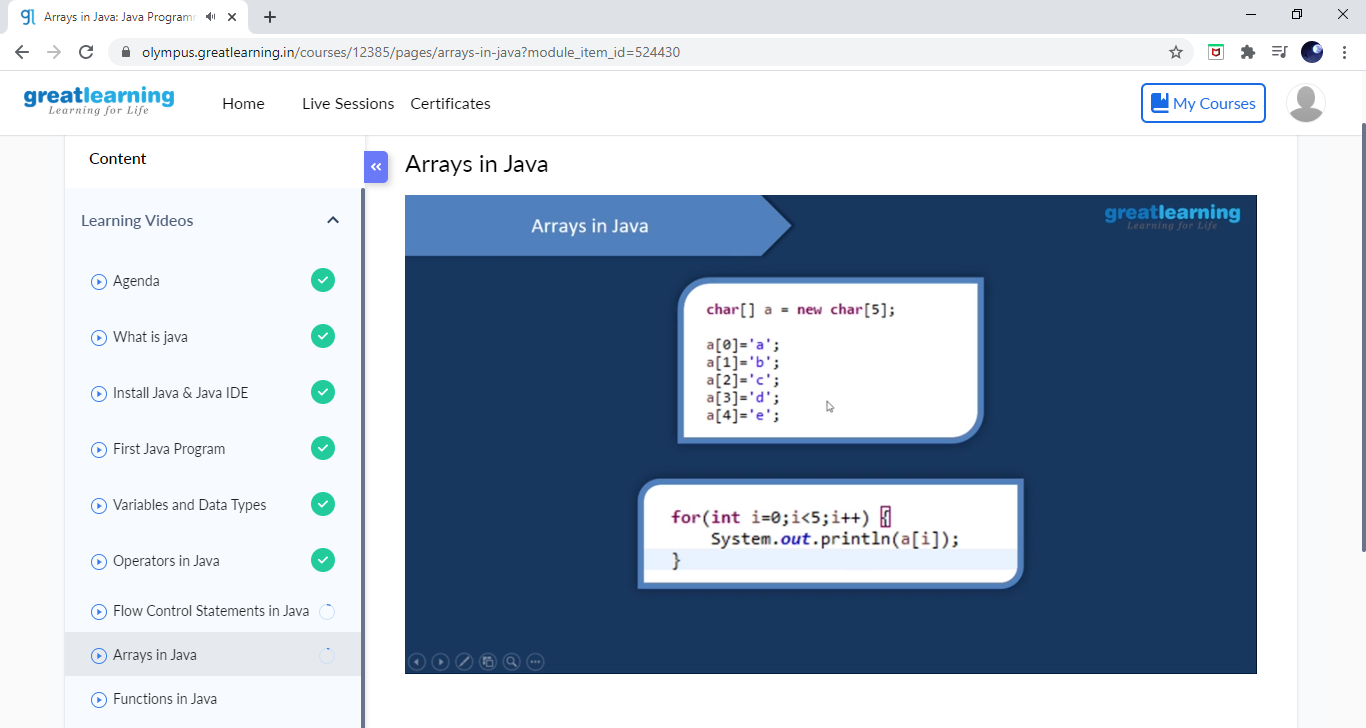 Arrays in Java: Java Programm
olympus.greatlearning.in/courses/12385/pages/arrays-in-java?module_item_id=524430
greatlearning
Learning for Life
Home
Live Sessions
Certificates
My Courses
Content
Learning Videos
Agenda
What is java
Install Java & Java IDE
First Java Program
Variables and Data Types
Operators in Java
Flow Control Statements in Java
Arrays in Java
Functions in Java
Arrays in Java
Arrays in Java
greatlearning
Learning for Life
char[] a = new char[5];
a[0]='a';
a[1]='b';
a[2]='c';
a[3]='d';
a[4]='e';
for(int i=0;i<5;i++) {
System.out.println(a[i]);
}